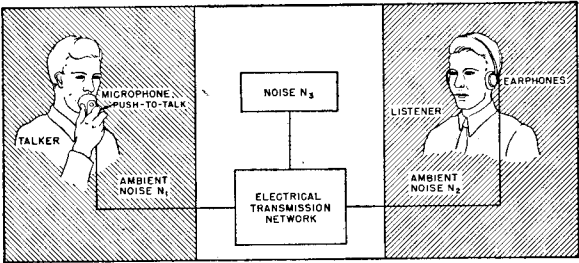 MICROPHONE,
PUSH-TO-TALK
TALKER
AMBIENT
NOISE N₁
NOISE N₃
ELECTRICAL
TRANSMISSION
NETWORK
EARPHONES
LISTENER
AMBIENT
NOISE N₂